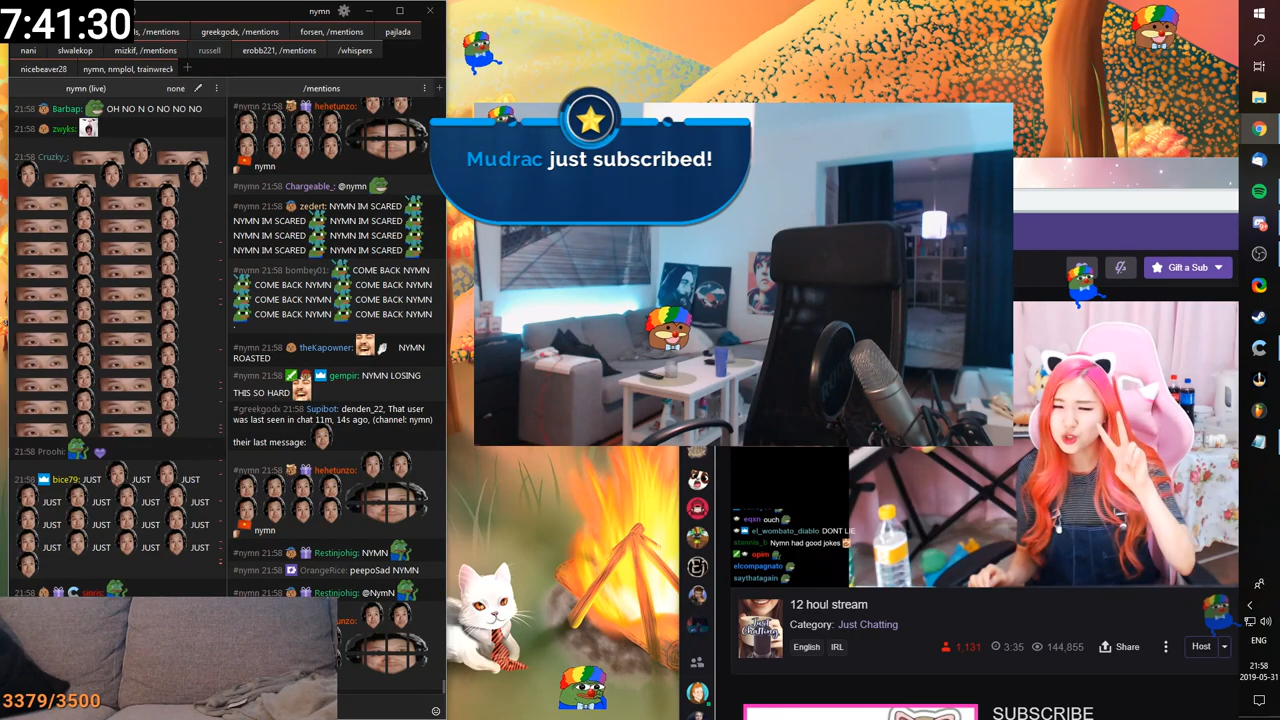 7:41:30
nymn
ls, /mentions
greekgodx, /mentions
forsen, /mentions
pajlada
nani
slwalekop
mizkif, /mentions
russell
erobb221, /mentions
/whispers
nicebeaver28
nymn, nmplol, trainwreck
nymn (live)
none
21:58 Barbap: OH NO N O NO NO NO
21:58 zwyks:
21:58 Cruzky_:
21:58 Proohi:
21:58 bice79: JUST JUST JUST
JUST JUST JUST JUST
JUST JUST JUST JUST
JUST JUST JUST JUST
21:58 sinris:
/mentions
#nymn 21:58 hehetunzo:
nymn
#nymn 21:58 Chargeable_: @nymn
#nymn 21:58 zedert: NYMN IM SCARED
NYMN IM SCARED NYMN IM SCARED
NYMN IM SCARED NYMN IM SCARED
NYMN IM SCARED NYMN IM SCARED
#nymn 21:58 bombey01: COME BACK NYMN
COME BACK NYMN COME BACK NYMN
COME BACK NYMN COME BACK NYMN
COME BACK NYMN COME BACK NYMN
.
#nymn 21:58 theKapowner: NYMN
ROASTED
#nymn 21:58 gempir: NYMN LOSING
THIS SO HARD
#greekgodx 21:58 Supibot: denden_22, That user
was last seen in chat 11m, 14s ago, (channel: nymn)
their last message:
#nymn 21:58 hehetunzo:
nymn
#nymn 21:58 Restinjohig: NYMN
#nymn 21:58 OrangeRice: peepoSad NYMN
#nymn 21:58 Restinjohig: @NymN
3379/3500
Mudrac just subscribed!
Gift a Sub
eqxn ouch
el_wombato_diablo DONT LIE
Nymn had good jokes
opim
elcompagnato
saythatagain
Just
Chatting
12 houl stream
Category: Just Chatting
English
IRL
1,131
3:35
144,855
Share
Host
SUBSCRIBE
ENG
21:58
2019-05-31